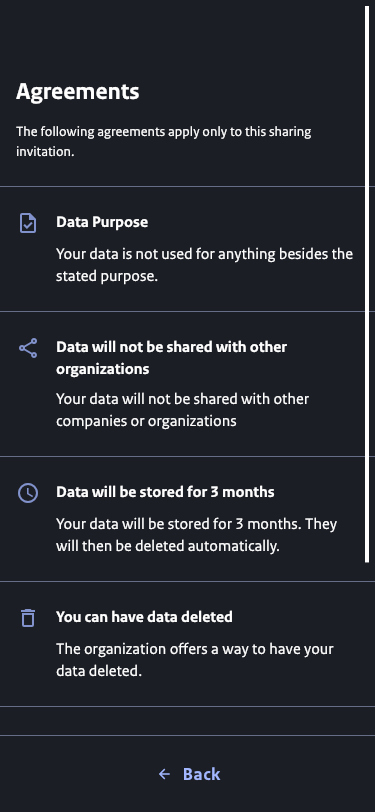 Agreements
The following agreements apply only to this sharing
invitation.
Data Purpose
Your data is not used for anything besides the
stated purpose.
Data will not be shared with other
organizations
Your data will not be shared with other
companies or organizations
Data will be stored for 3 months
Your data will be stored for 3 months. They
will then be deleted automatically.
You can have data deleted
The organization offers a way to have your
data deleted.
Back